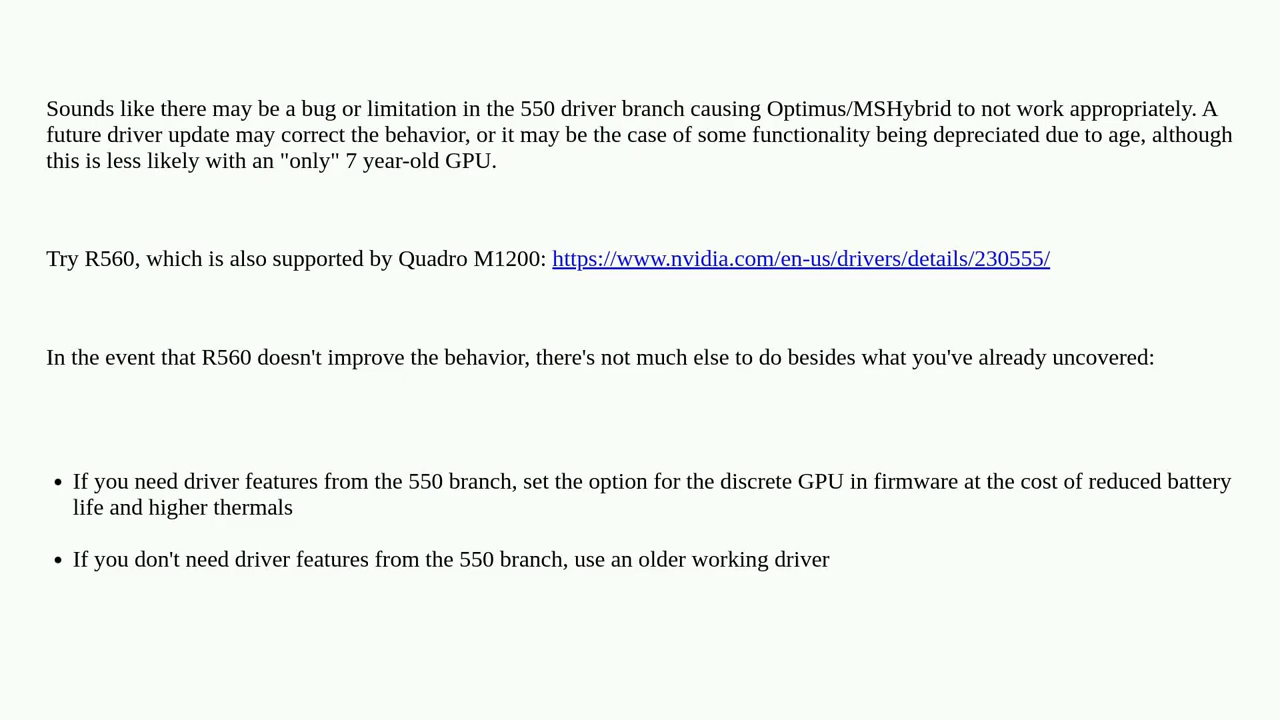 Sounds like there may be a bug or limitation in the 550 driver branch causing Optimus/MSHybrid to not work appropriately. A
future driver update may correct the behavior, or it may be the case of some functionality being depreciated due to age, although
this is less likely with an "only" 7 year-old GPU.
Try R560, which is also supported by Quadro M1200: https://www.nvidia.com/en-us/drivers/details/230555/
In the event that R560 doesn't improve the behavior, there's not much else to do besides what you've already uncovered:
• If you need driver features from the 550 branch, set the option for the discrete GPU in firmware at the cost of reduced battery
life and higher thermals
• If you don't need driver features from the 550 branch, use an older working driver